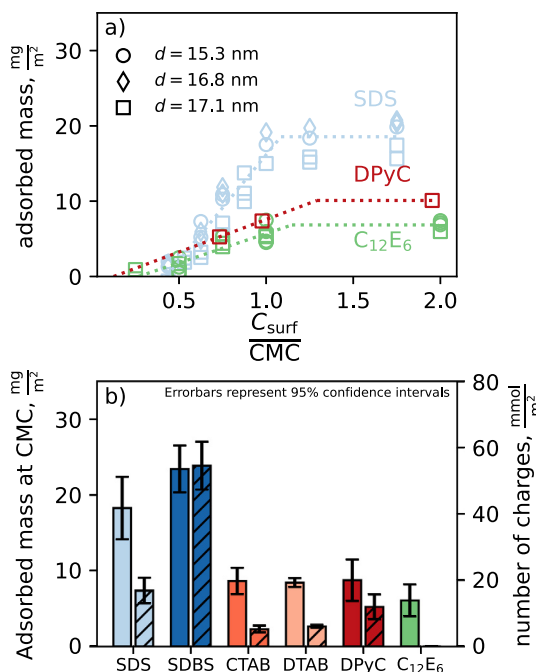 a)
d = 15.3 nm
d = 16.8 nm
d = 17.1 nm
SDS
DPyC
C₁₂E₆
adsorbed mass, mg/m²
30
20
10
0
0.5
1.0
1.5
2.0
C_surf/CMC
b)
Errorbars represent 95% confidence intervals
Adsorbed mass at CMC, mg/m²
30
20
10
0
number of charges, mmol/m²
80
60
40
20
0
SDS
SDBS
CTAB
DTAB
DPyC
C₁₂E₆